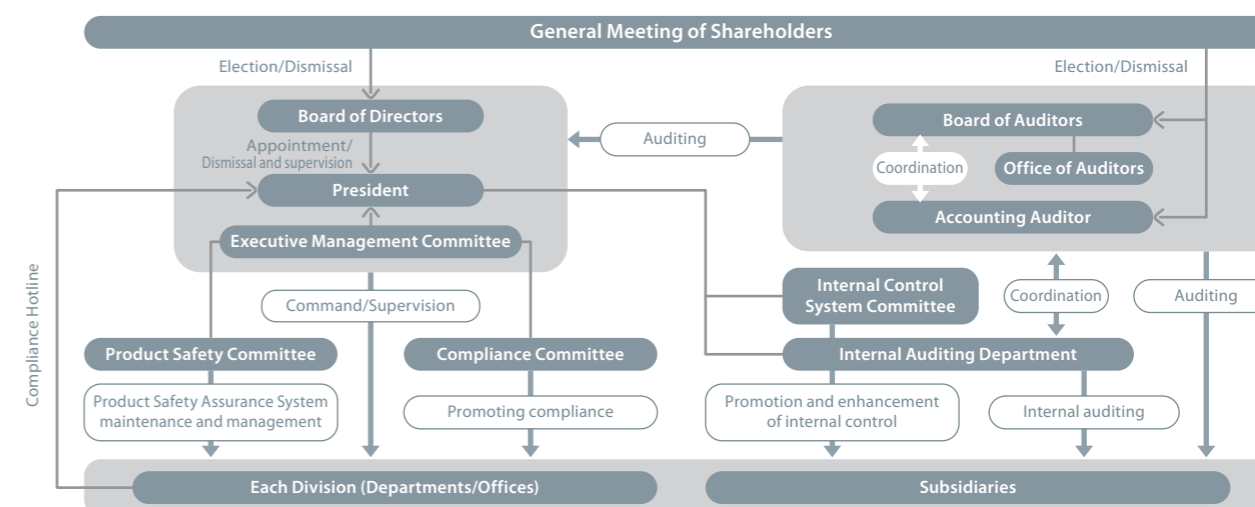 General Meeting of Shareholders
Election/Dismissal
Election/Dismissal
Board of Directors
Appointment/
Dismissal and supervision
President
Executive Management Committee
Auditing
Board of Auditors
Coordination
Office of Auditors
Accounting Auditor
Compliance Hotline
Command/Supervision
Internal Control
System Committee
Coordination
Auditing
Product Safety Committee
Compliance Committee
Internal Auditing Department
Product Safety Assurance System
maintenance and management
Promoting compliance
Promotion and enhancement
of internal control
Internal auditing
Each Division (Departments/Offices)
Subsidiaries